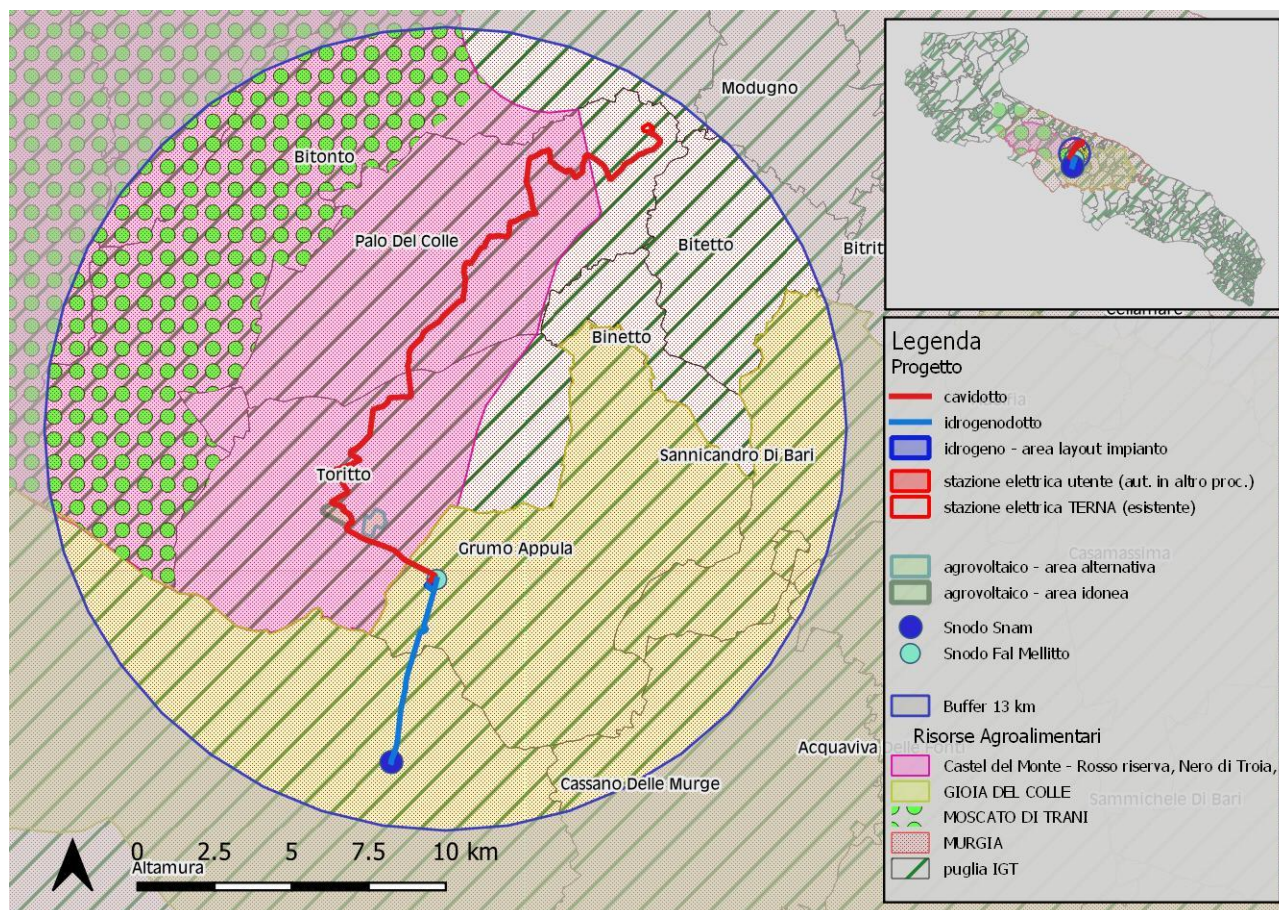 Modugno
Bitonto
Palo Del Colle
Bitetto
Bitrit
Binetto
Toritto
Sannicandro Di Bari
Grumo Appula
Acquaviva Delle Fonti
Cassano Delle Murge
Altamura
0 2.5 5 7.5 10 km
Cellamare
Legenda
Progetto
cavidotto
idrogenodotto
idrogeno - area layout impianto
stazione elettrica utente (aut. in altro proc.)
stazione elettrica TERNA (esistente)
agrovoltaico - area alternativa
Casamassima
agrovoltaico - area idonea
Snodo Snam
Snodo Fal Mellitto
Buffer 13 km
Risorse Agroalimentari
Castel del Monte - Rosso riserva, Nero di Troia,
GIOIA DEL COLLE
Sammichele Di Bari
MOSCATO DI TRANI
MURGIA
puglia IGT